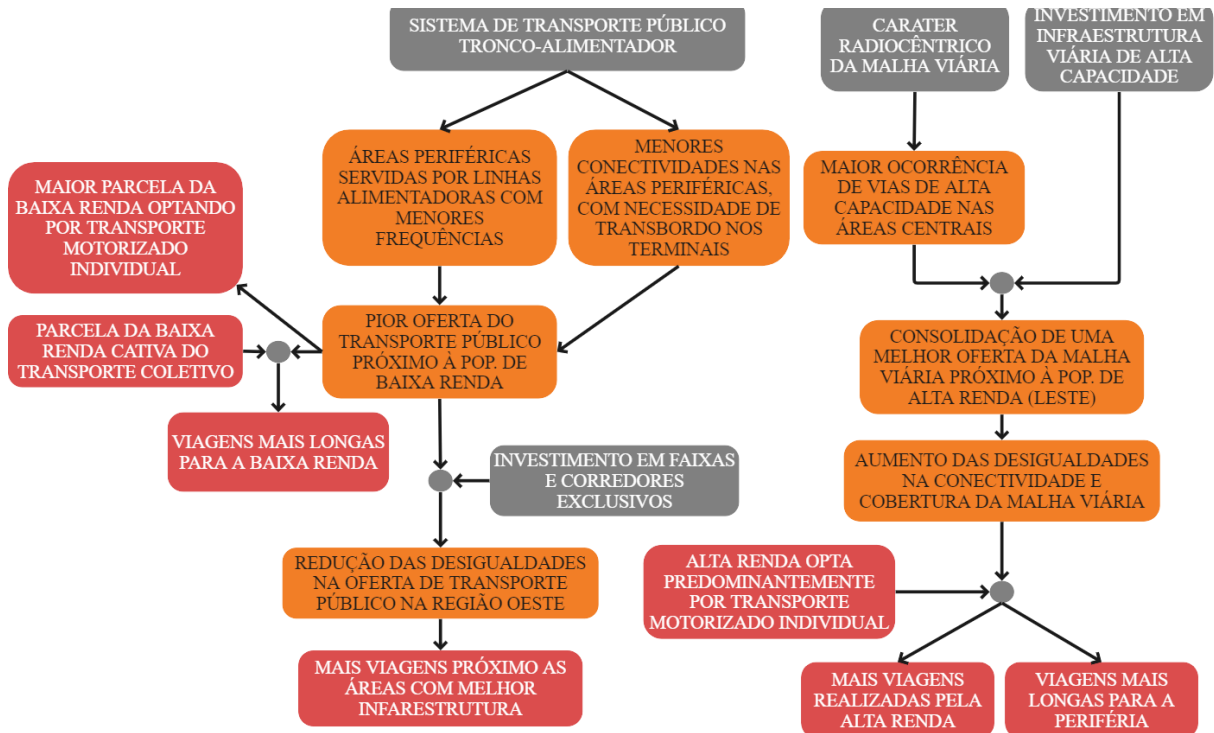 SISTEMA DE TRANSPORTE PÚBLICO
TRONCO-ALIMENTADOR
CARATER
RADIOCÊNTRICO
DA MALHA VIÁRIA
INVESTIMENTO EM
INFRAESTRUTURA
VIÁRIA DE ALTA
CAPACIDADE
ÁREAS PERIFÉRICAS
SERVIDAS POR LINHAS
ALIMENTADORAS COM
MENORES
FREQUÊNCIAS
MENORES
CONECTIVIDADES NAS
ÁREAS PERIFÉRICAS,
COM NECESSIDADE DE
TRANSBORDO NOS
TERMINAIS
MAIOR OCORRÊNCIA
DE VIAS DE ALTA
CAPACIDADE NAS
ÁREAS CENTRAIS
MAIOR PARCELA DA
BAIXA RENDA OPTANDO
POR TRANSPORTE
MOTORIZADO
INDIVIDUAL
PARCELA DA BAIXA
RENDA CATIVA DO
TRANSPORTE COLETIVO
PIOR OFERTA DO
TRANSPORTE PÚBLICO
PRÓXIMO À POP. DE
BAIXA RENDA
CONSOLIDAÇÃO DE UMA
MELHOR OFERTA DA MALHA
VIÁRIA PRÓXIMO À POP. DE
ALTA RENDA (LESTE)
VIAGENS MAIS LONGAS
PARA A BAIXA RENDA
INVESTIMENTO EM FAIXAS
E CORREDORES
EXCLUSIVOS
AUMENTO DAS DESIGUALDADES
NA CONECTIVIDADE E
COBERTURA DA MALHA VIÁRIA
REDUÇÃO DAS DESIGUALDADES
NA OFERTA DE TRANSPORTE
PÚBLICO NA REGIÃO OESTE
ALTA RENDA OPTA
PREDOMINANTEMENTE
POR TRANSPORTE
MOTORIZADO INDIVIDUAL
MAIS VIAGENS PRÓXIMO AS
ÁREAS COM MELHOR
INFARESTRUTURA
MAIS VIAGENS
REALIZADAS PELA
ALTA RENDA
VIAGENS MAIS
LONGAS PARA A
PERIFÉRIA